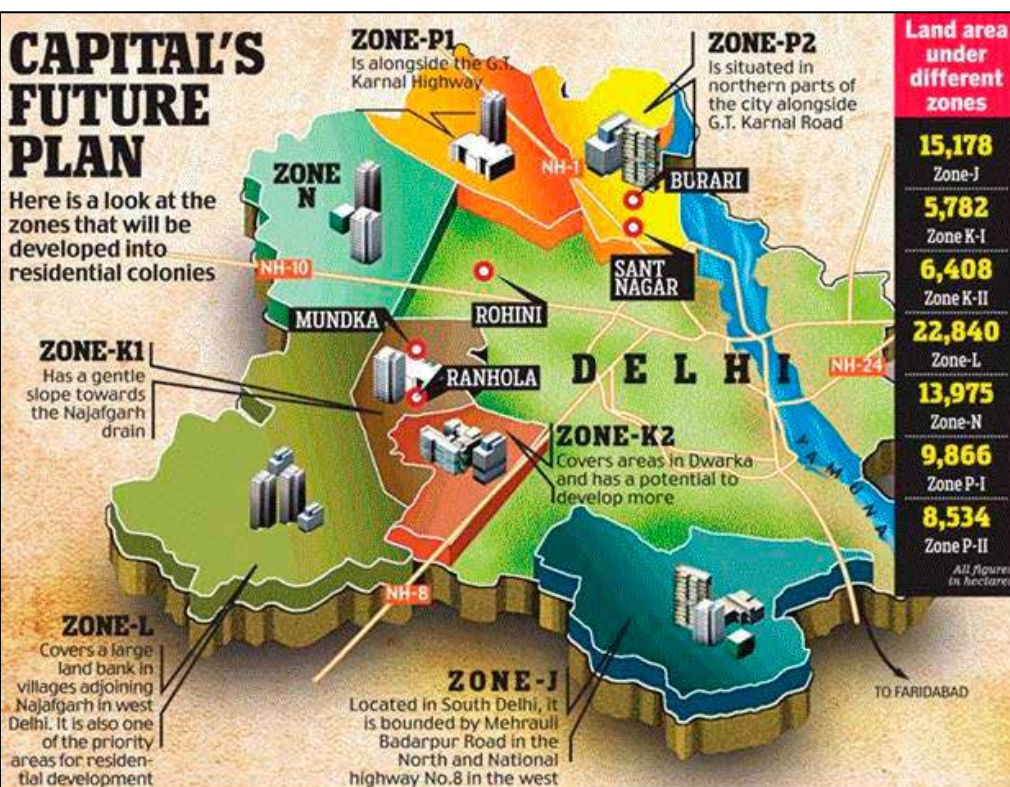 CAPITAL'S
FUTURE
PLAN
Here is a look at the
zones that will be
developed into
residential colonies
ZONE-P1
Is alongside the G.T.
Karnal Highway
ZONE-P2
Is situated in
northern parts of
the city alongside
G.T. Karnal Road
ZONE
N
NH-1
BURARI
SANT
NAGAR
NH-10
ROHINI
MUNDKA
RANHOLA
DELHI
NH-24
YAMUNA
ZONE-K1
Has a gentle
slope towards
the Najafgarh
drain
ZONE-K2
Covers areas in Dwarka
and has a potential to
develop more
NH-8
ZONE-L
Covers a large
land bank in
villages adjoining
Najafgarh in west
Delhi. It is also one
of the priority
areas for residen-
tial development
ZONE-J
Located in South Delhi, it
is bounded by Mehrauli
Badarpur Road in the
North and National
highway No.8 in the west
TO FARIDABAD
Land area
under
different
zones
15,178
Zone-J
5,782
Zone K-I
6,408
Zone K-II
22,840
Zone-L
13,975
Zone-N
9,866
Zone P-I
8,534
Zone P-II
All figure
in hectare